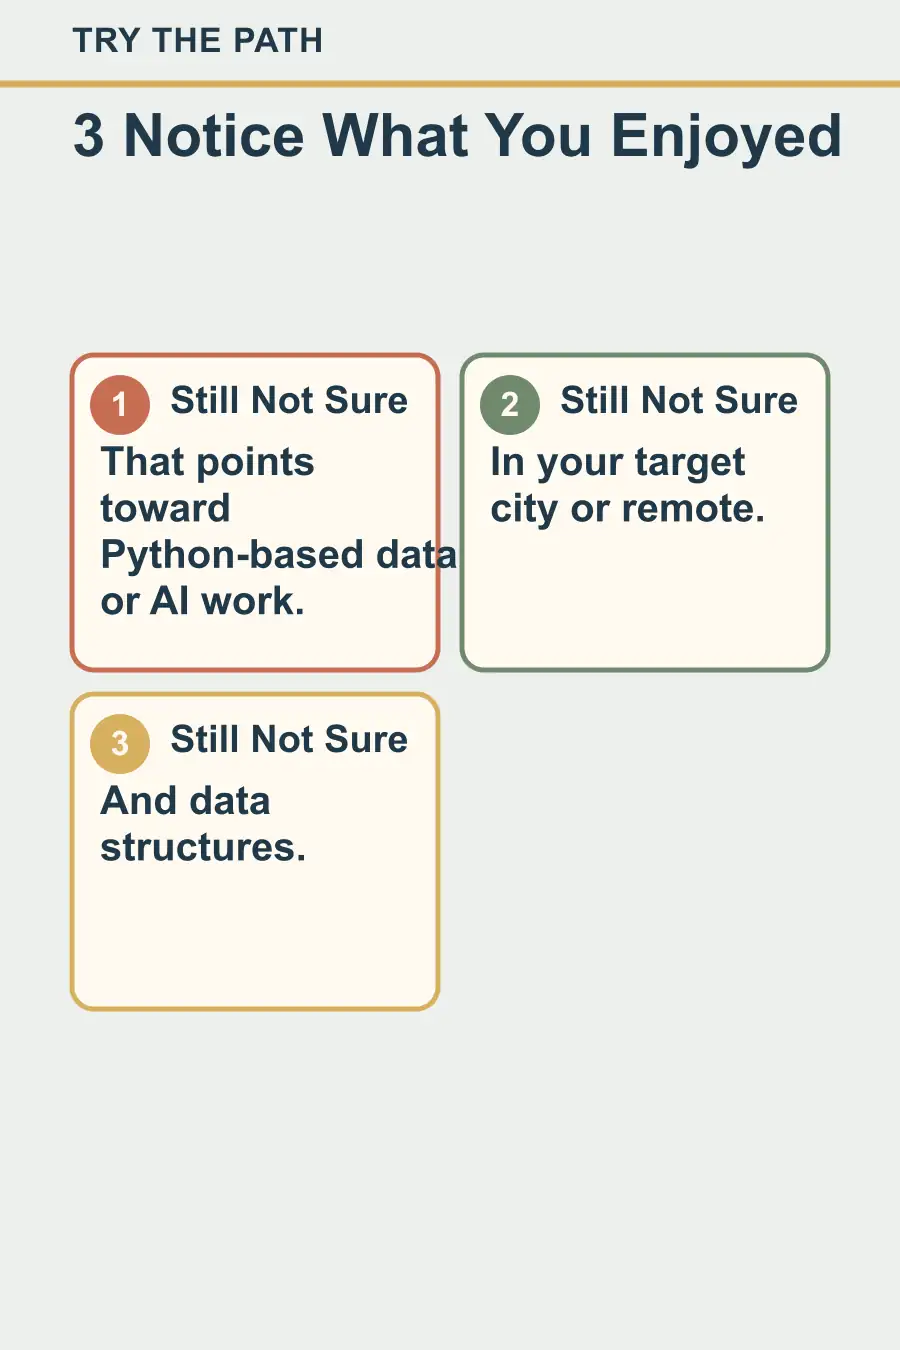 TRY THE PATH
3 Notice What You Enjoyed
1 Still Not Sure
That points
toward
Python-based data
or AI work.
2 Still Not Sure
In your target
city or remote.
3 Still Not Sure
And data
structures.